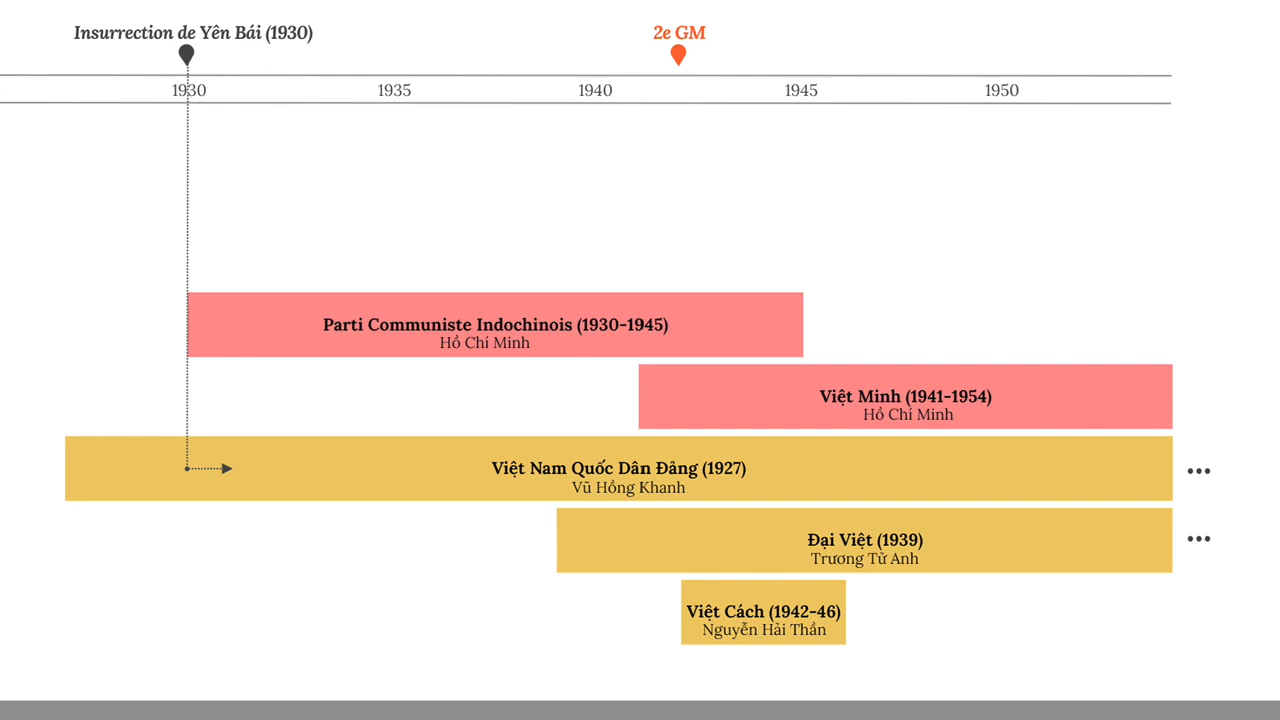 Insurrection de Yên Bái (1930)
2e GM
1930
1935
1940
1945
1950
Parti Communiste Indochinois (1930-1945)
Hồ Chí Minh
Việt Minh (1941-1954)
Hồ Chí Minh
Việt Nam Quốc Dân Đảng (1927)
Vũ Hồng Khanh
Đại Việt (1939)
Trương Tử Anh
Việt Cách (1942-46)
Nguyễn Hải Thần